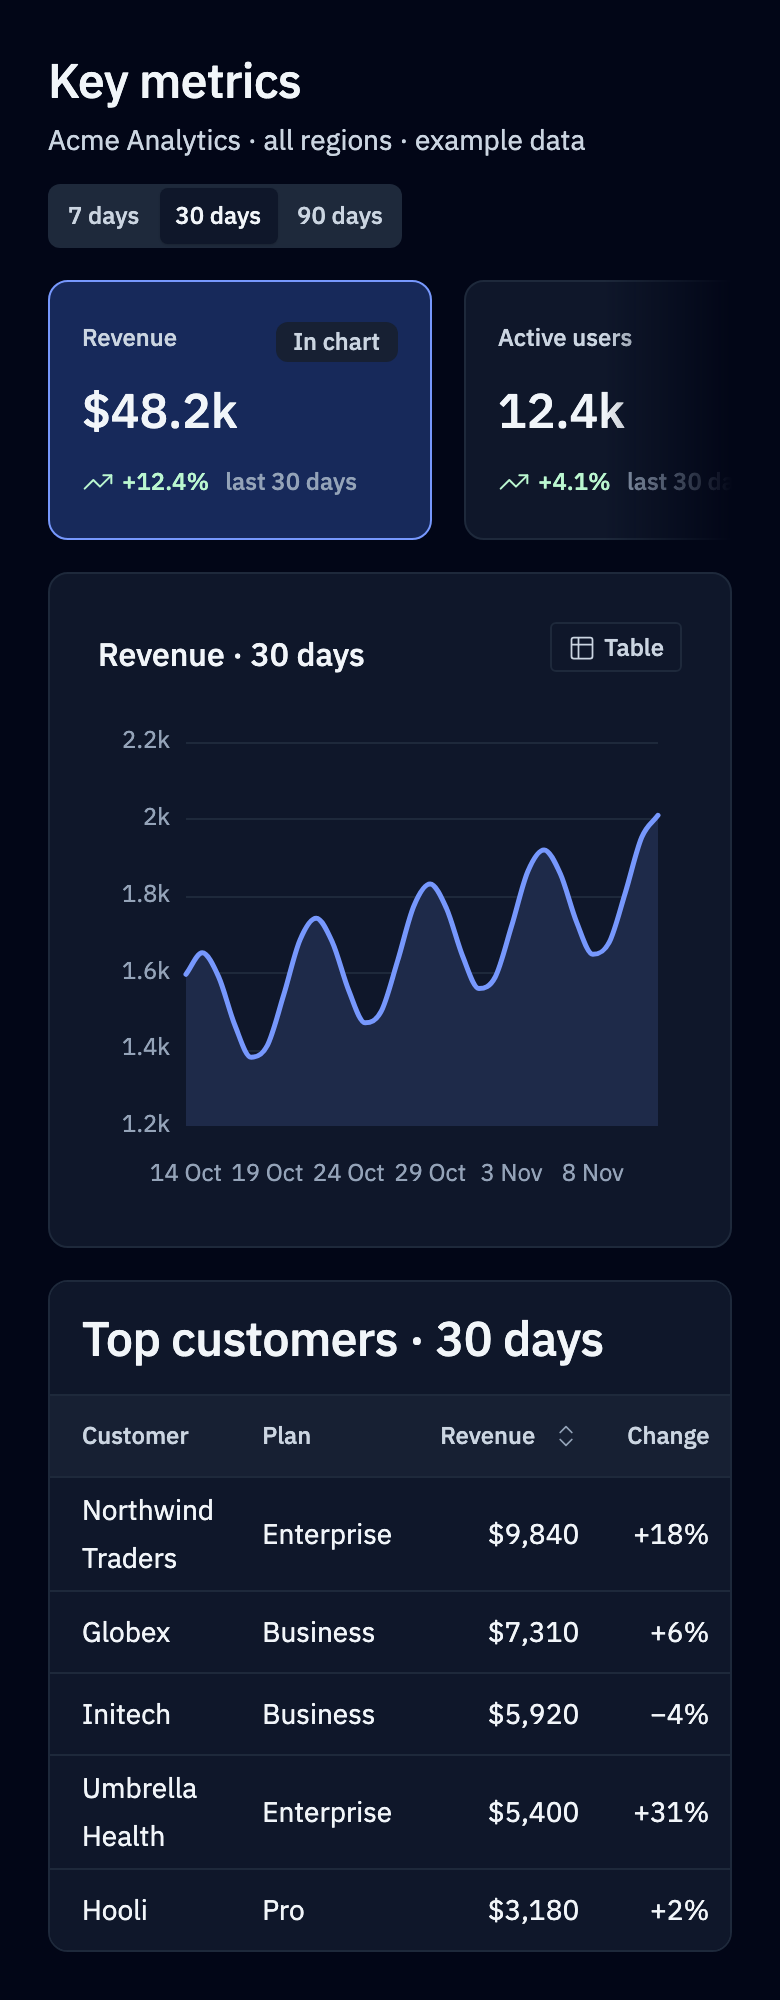 Key metrics
Acme Analytics · all regions · example data
7 days 30 days 90 days
Revenue In chart
$48.2k
+12.4% last 30 days
Active users
12.4k
+4.1% last 30
Revenue · 30 days
Table
2.2k
2k
1.8k
1.6k
1.4k
1.2k
14 Oct 19 Oct 24 Oct 29 Oct 3 Nov 8 Nov
Top customers · 30 days
Customer Plan Revenue Change
Northwind
Traders
Enterprise $9,840 +18%
Globex Business $7,310 +6%
Initech Business $5,920 −4%
Umbrella
Health
Enterprise $5,400 +31%
Hooli Pro $3,180 +2%